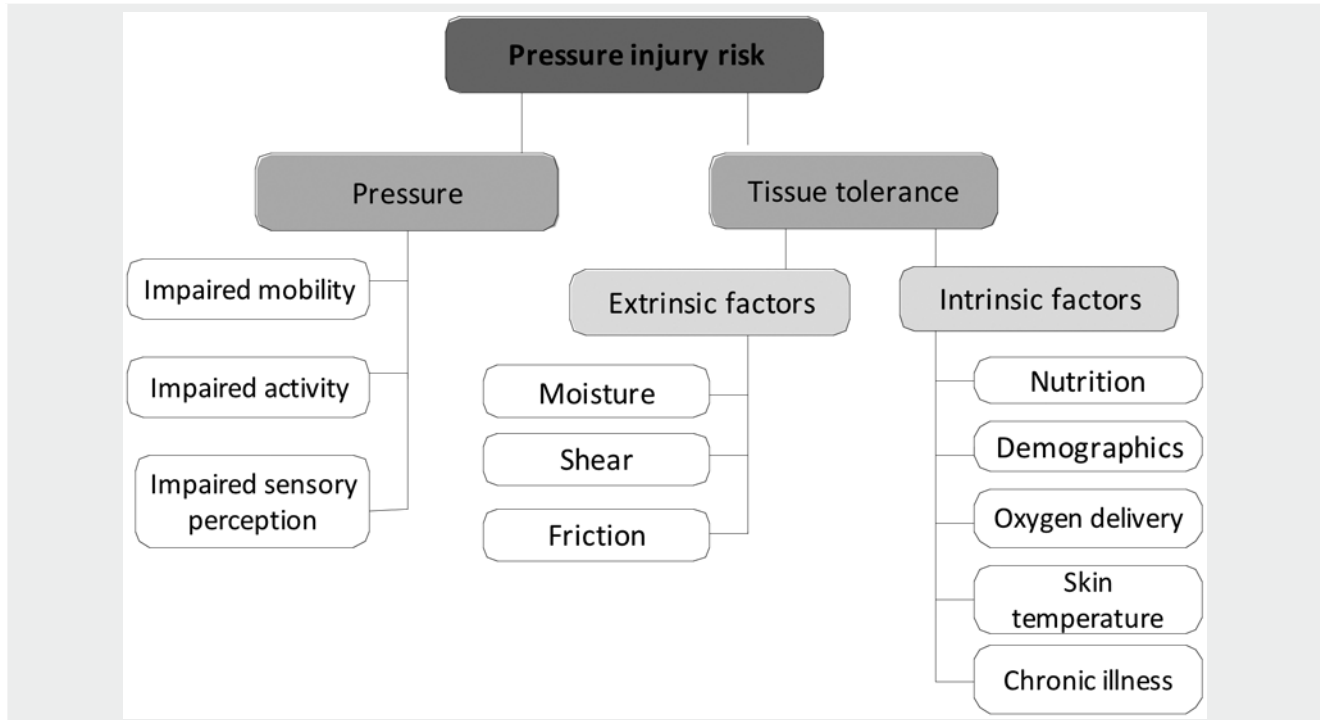 Pressure injury risk
Pressure
Tissue tolerance
Impaired mobility
Impaired activity
Impaired sensory
perception
Extrinsic factors
Moisture
Shear
Friction
Intrinsic factors
Nutrition
Demographics
Oxygen delivery
Skin
temperature
Chronic illness